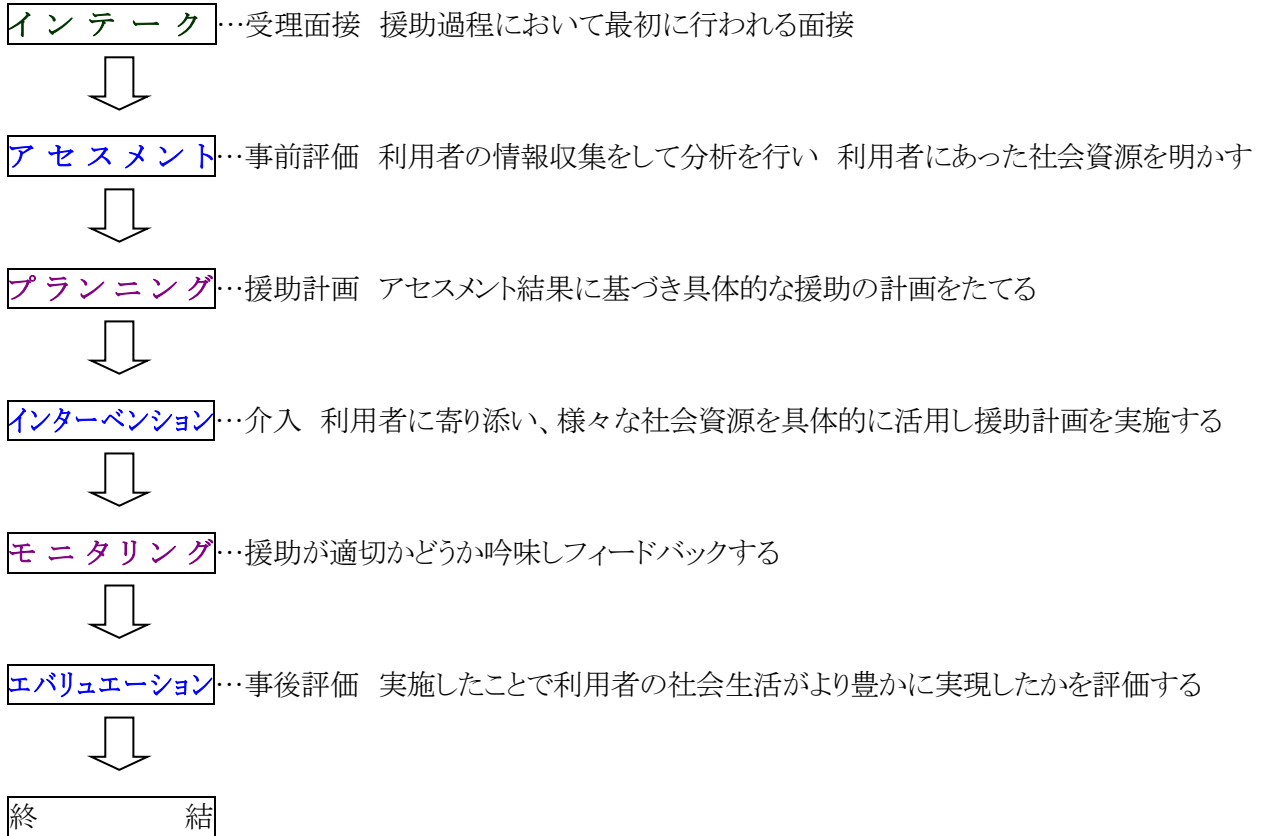 インテーク…受理面接　援助過程において最初に行われる面接
アセスメント…事前評価　利用者の情報収集をして分析を行い　利用者にあった社会資源を明かす
プランニング…援助計画　アセスメント結果に基づき具体的な援助の計画をたてる
インターベンション…介入　利用者に寄り添い、様々な社会資源を具体的に活用し援助計画を実施する
モニタリング…援助が適切かどうか吟味しフィードバックする
エバリュエーション…事後評価　実施したことで利用者の社会生活がより豊かに実現したかを評価する
終結